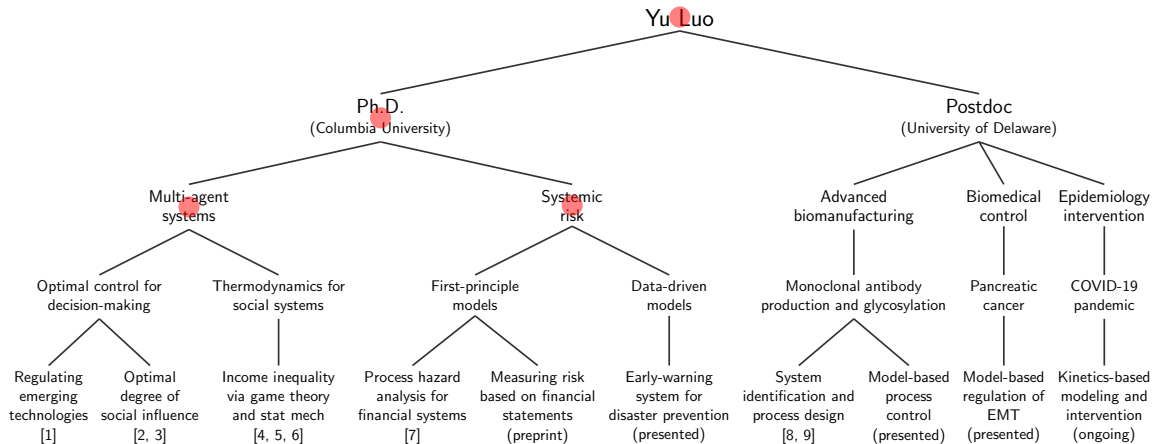 Yu Luo
Ph.D.
(Columbia University)
Postdoc
(University of Delaware)
Multi-agent
systems
Systemic
risk
Advanced
biomanufacturing
Biomedical
control
Epidemiology
intervention
Optimal control for
decision-making
Thermodynamics for
social systems
First-principle
models
Data-driven
models
Monoclonal antibody
production and glycosylation
Pancreatic
cancer
COVID-19
pandemic
Regulating
emerging
technologies
[1]
Optimal
degree of
social influence
[2, 3]
Income inequality
via game theory
and stat mech
[4, 5, 6]
Process hazard
analysis for
financial systems
[7]
Measuring risk
based on financial
statements
(preprint)
Early-warning
system for
disaster prevention
(presented)
System
identification and
process design
[8, 9]
Model-based
process
control
(presented)
Model-based
regulation of
EMT
(presented)
Kinetics-based
modeling and
intervention
(ongoing)